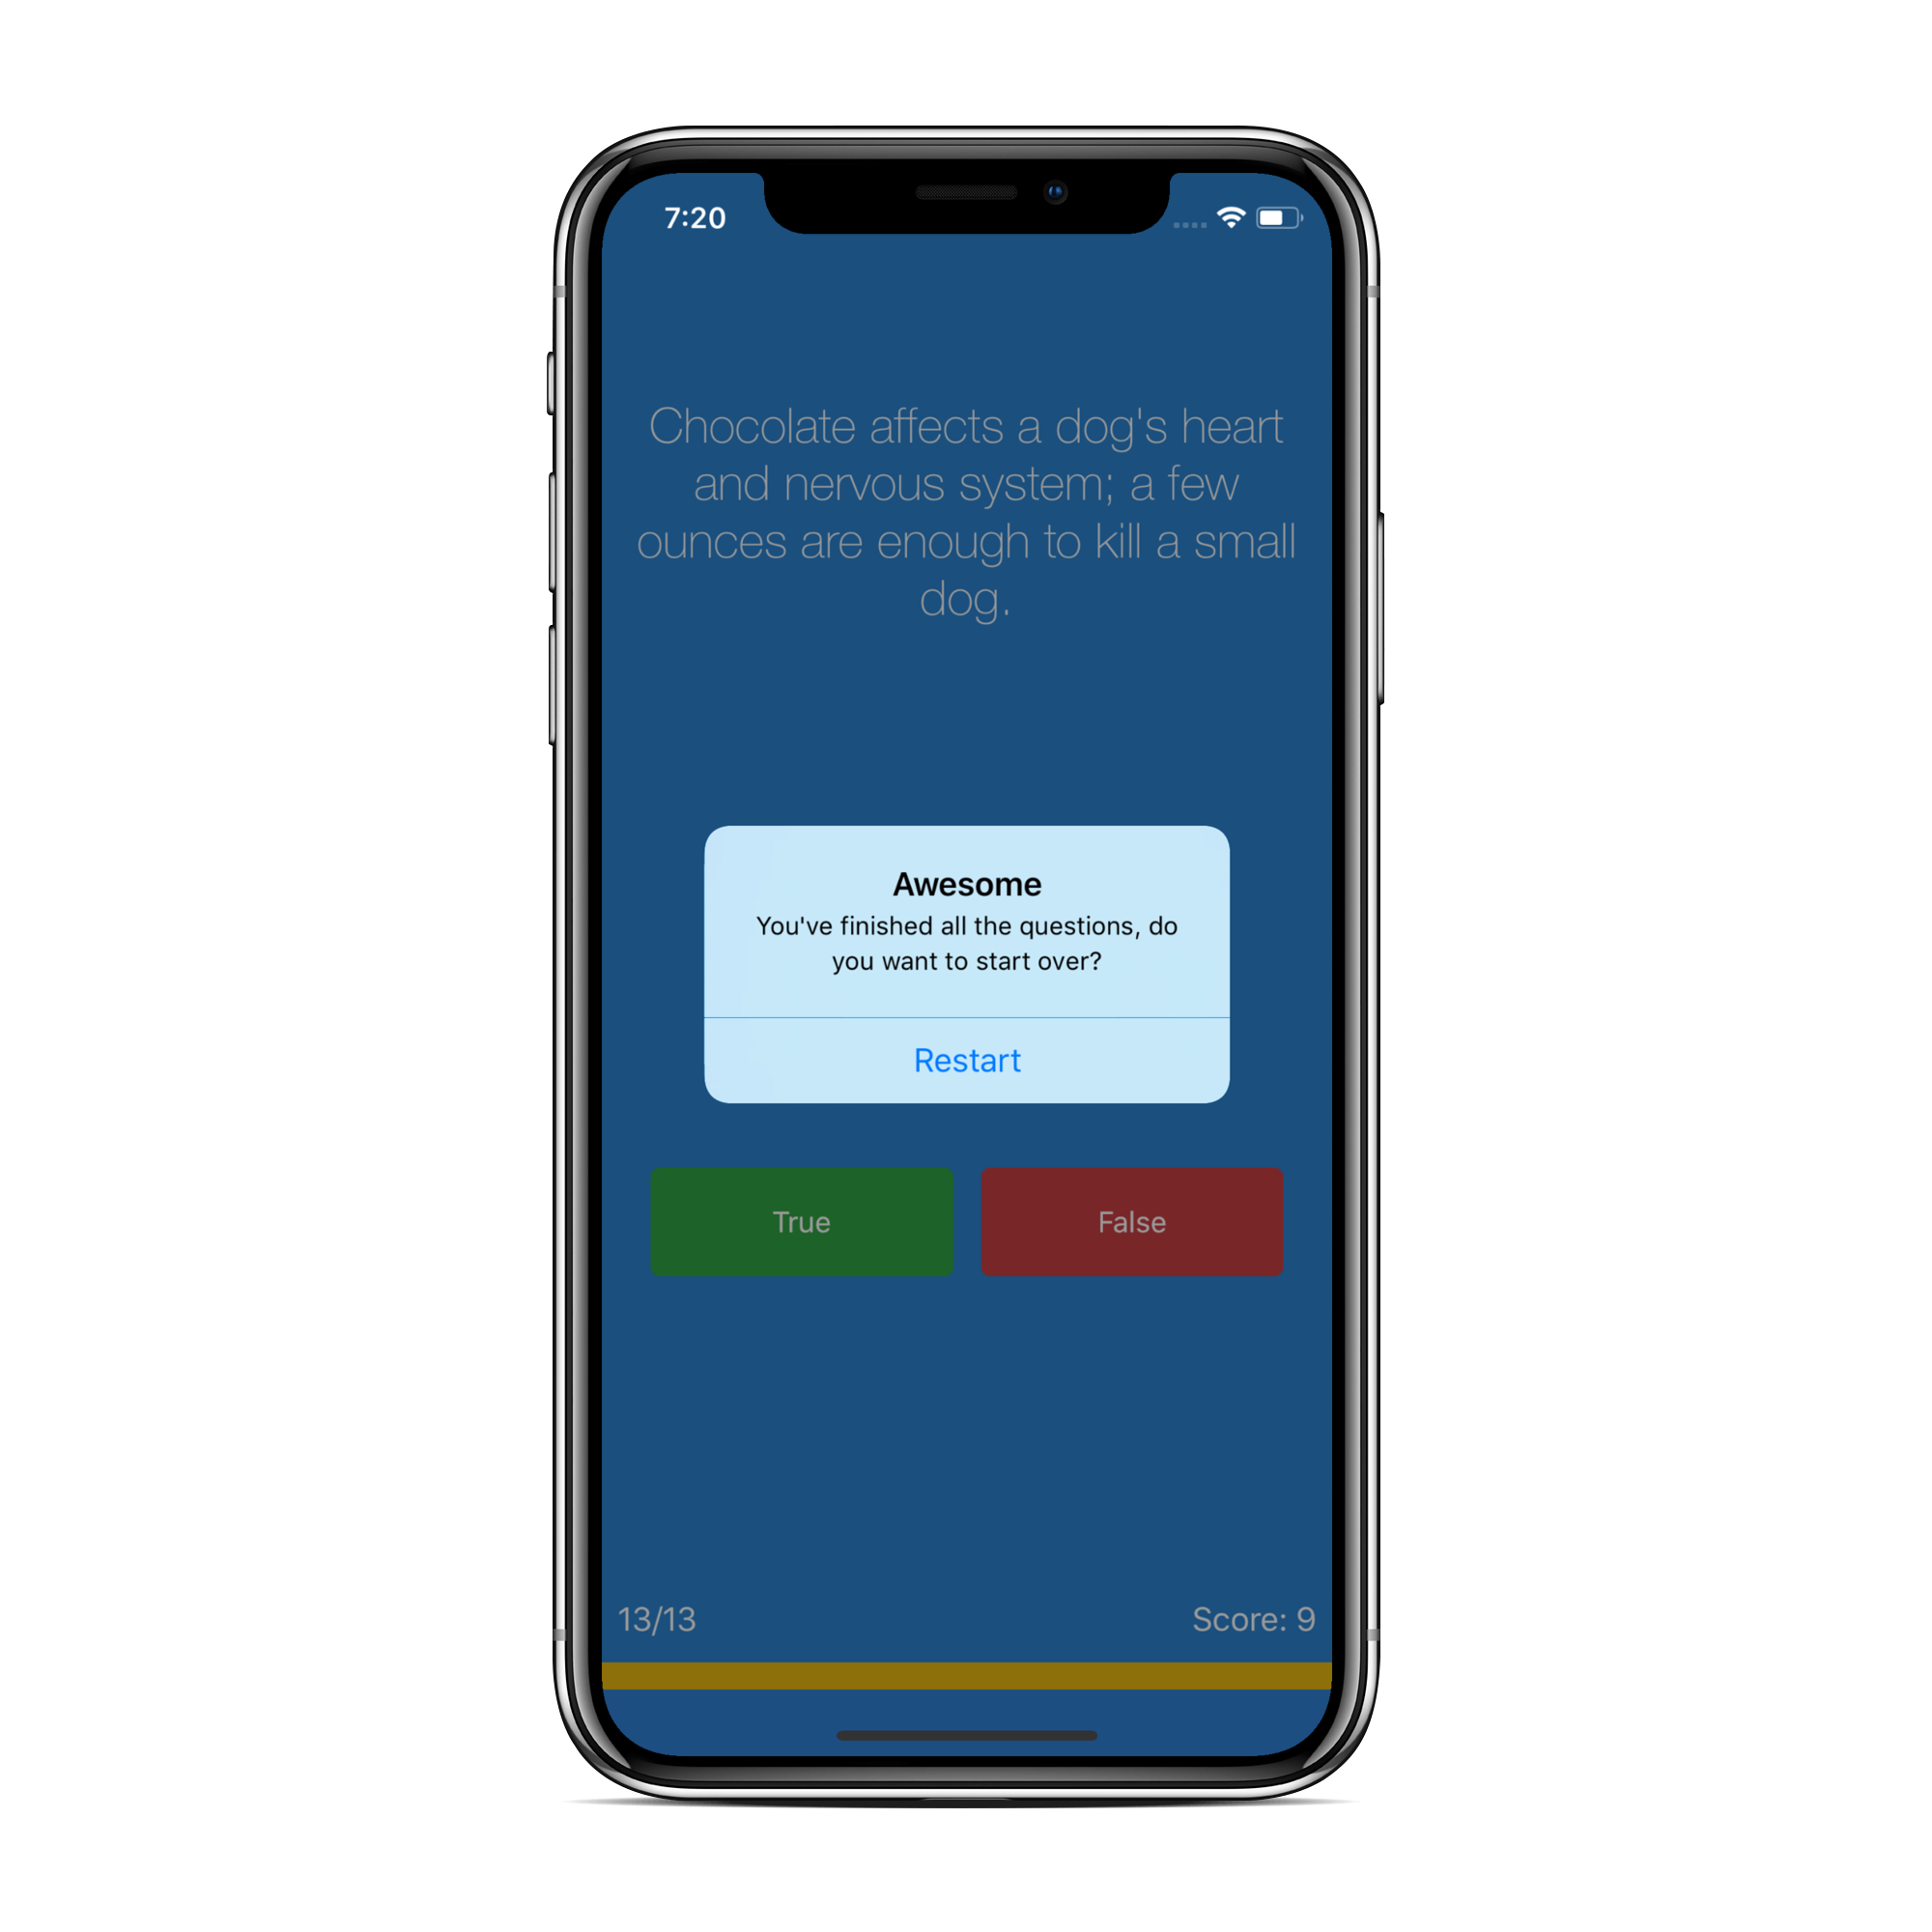 7:20
Chocolate affects a dog's heart
and nervous system; a few
ounces are enough to kill a small
dog.
Awesome
You've finished all the questions, do
you want to start over?
Restart
True
False
13/13
Score: 9